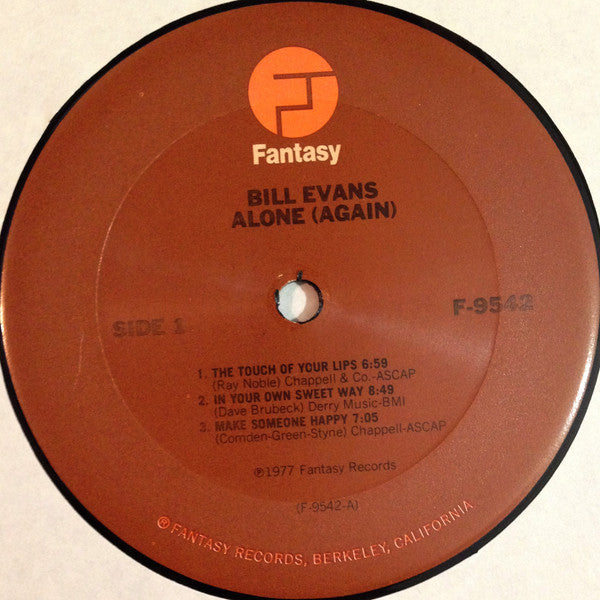 Fantasy
BILL EVANS
ALONE (AGAIN)
SIDE 1
F-9542
1. THE TOUCH OF YOUR LIPS 6:59
(Ray Noble) Chappell & Co.-ASCAP
2. IN YOUR OWN SWEET WAY 8:49
(Dave Brubeck) Derry Music-BMI
3. MAKE SOMEONE HAPPY 7:05
(Comden-Green-Styne) Chappell-ASCAP
℗1977 Fantasy Records
(F-9542-A)
® FANTASY RECORDS, BERKELEY, CALIFORNIA